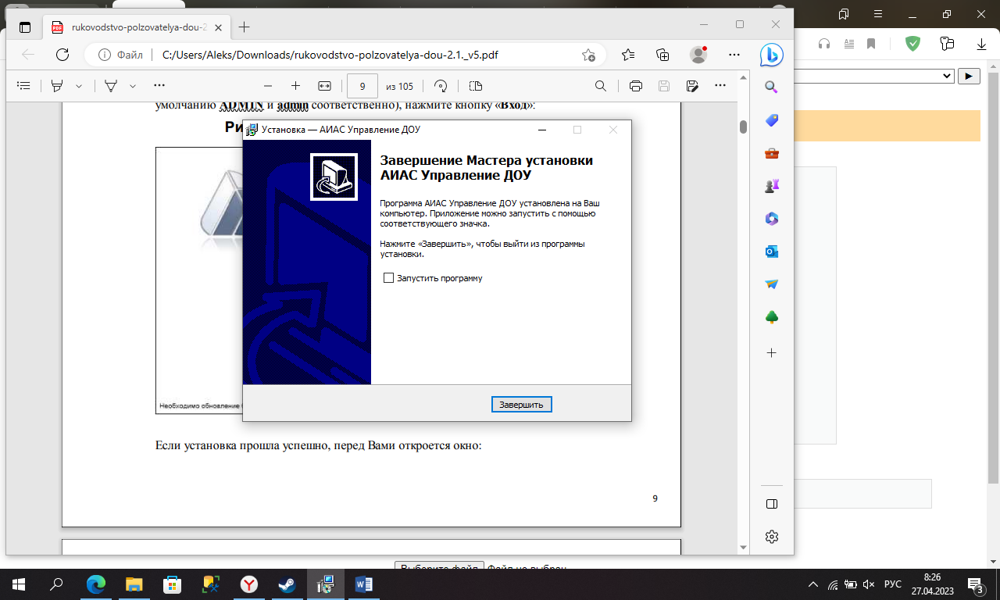 rukovodstvo-polzovatelya-dou-2
Файл
C:/Users/Aleks/Downloads/rukovodstvo-polzovatelya-dou-2.1._v5.pdf
9
из 105
умолчанию ADMIN и admin соответственно), нажмите кнопку «Вход»:
Установка — АИАС Управление ДОУ
Завершение Мастера установки
АИАС Управление ДОУ
Программа АИАС Управление ДОУ установлена на Ваш
компьютер. Приложение можно запустить с помощью
соответствующего значка.
Нажмите «Завершить», чтобы выйти из программы
установки.
Запустить программу
Завершить
Необходимо обновление
Если установка прошла успешно, перед Вами откроется окно:
9
Выберите файл
Файл не выбран
РУС
8:26
27.04.2023
3